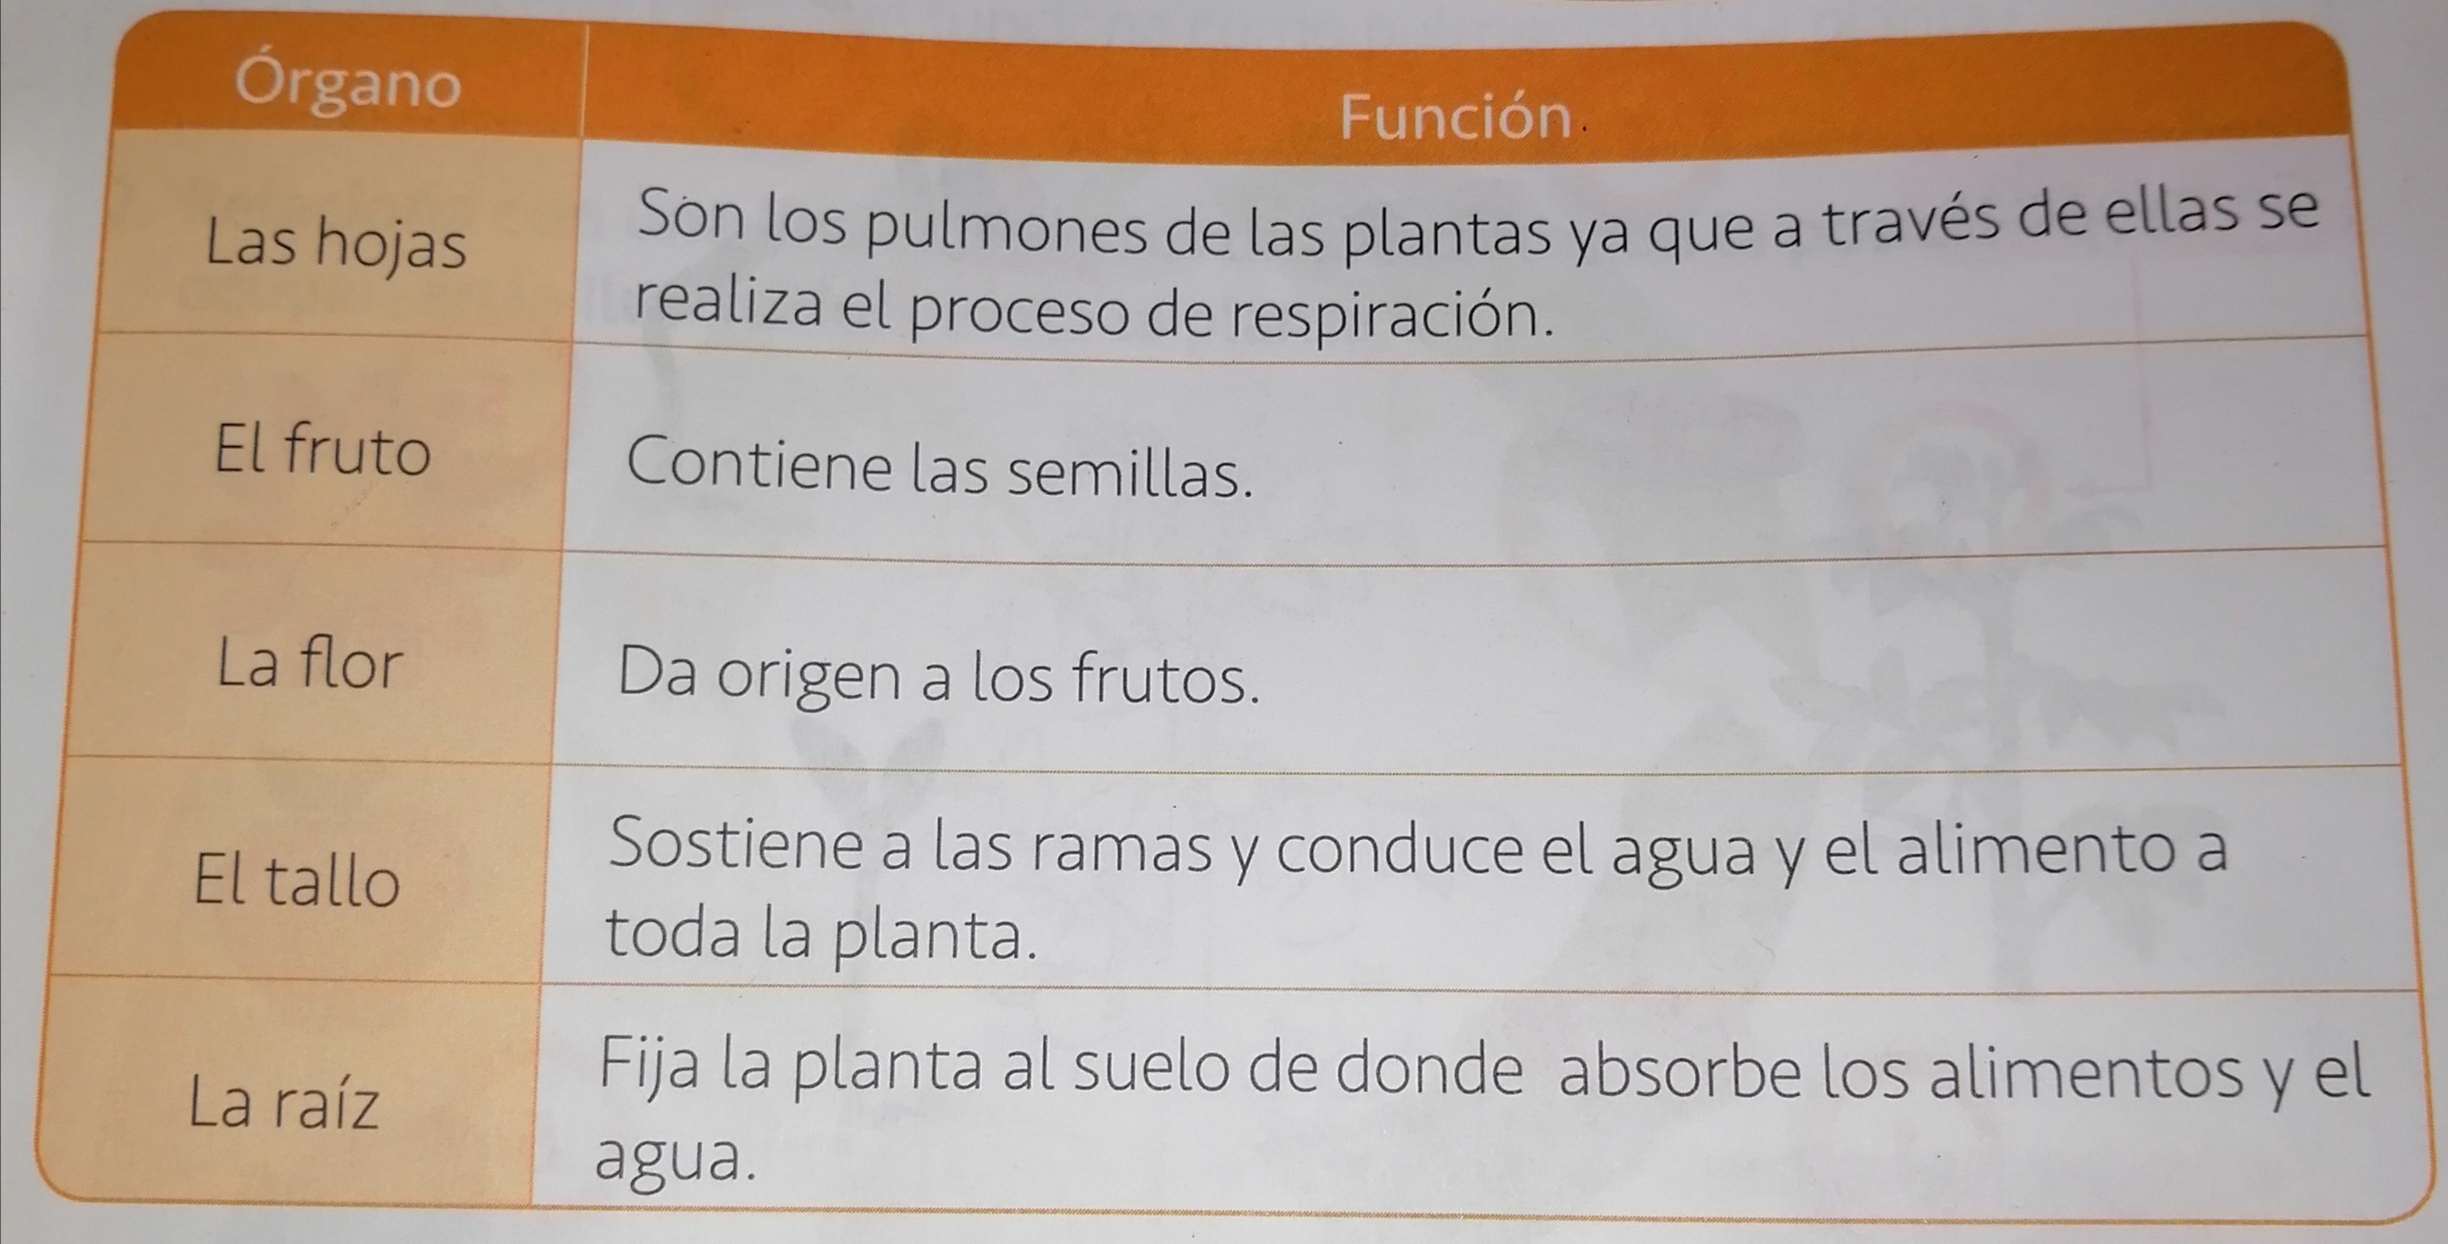 Órgano
Función
Las hojas
Son los pulmones de las plantas ya que a través de ellas se
realiza el proceso de respiración.
El fruto
Contiene las semillas.
La flor
Da origen a los frutos.
El tallo
Sostiene a las ramas y conduce el agua y el alimento a
toda la planta.
La raíz
Fija la planta al suelo de donde absorbe los alimentos y el
agua.